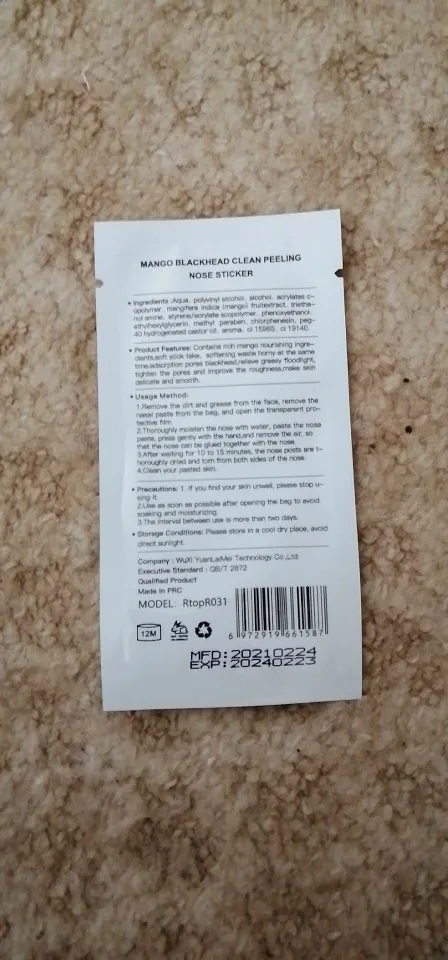 MANGO BLACKHEAD CLEAN PEELING
NOSE STICKER
• Ingredients :Aqua, polyvinyl alcohol, alcohol, acrylates c-
opolymer, mangifera indica (mango) fruitextract, trietha-
nol amine, styrene/acrylate scopolymer, phenoxyethanol,
ethylhexylglycerin, methyl paraben, chlorphenesin, peg-
40 hydrogenated castor oil, aroma, ci 15985, ci 19140.
• Product Features: Contains rich mango nourishing ingre-
dients,soft stick take, softening waste horny at the same
time,adsorption pores blackhead,relieve greasy floodlight,
tighten the pores and improve the roughness,make skin
delicate and smooth.
• Usage Method:
1.Remove the dirt and grease from the face, remove the
nasal paste from the bag, and open the transparent pro-
tective film.
2.Thoroughly moisten the nose with water, paste the nose
paste, press gently with the hand,and remove the air, so
that the nose can be glued together with the nose.
3.After waiting for 10 to 15 minutes, the nose posts are t-
horoughly dried and torn from both sides of the nose.
4.Clean your pasted skin.
• Precautions: 1. If you find your skin unwell, please stop u-
sing it.
2.Use as soon as possible after opening the bag to avoid
soaking and moisturizing.
3.The interval between use is more than two days.
• Storage Conditions: Please store in a cool dry place, avoid
direct sunlight.
Company : WuXi YuanLaiMei Technology Co.,Ltd.
Executive Standard : QB/T 2872
Qualified Product
Made in PRC
MODEL: RtopR031
12M
6 972919 661587
MFD: 20210224
EXP: 20240223